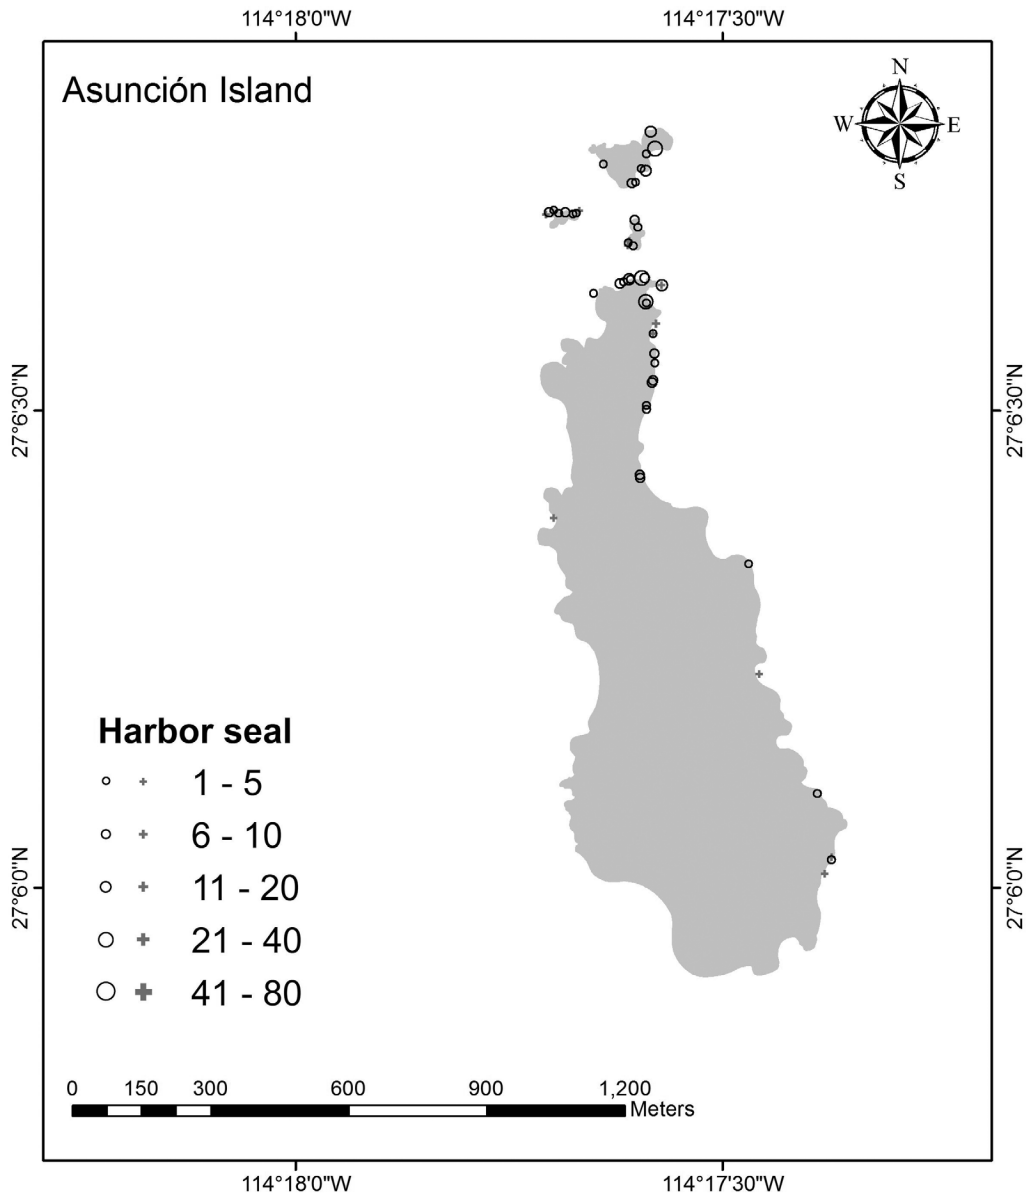 114°18'0"W 114°17'30"W
Asunción Island
N
W E
S
27°6'30"N 27°6'30"N
Harbor seal
1 - 5
6 - 10
11 - 20
21 - 40
41 - 80
27°6'0"N 27°6'0"N
0 150 300 600 900 1,200
Meters
114°18'0"W 114°17'30"W